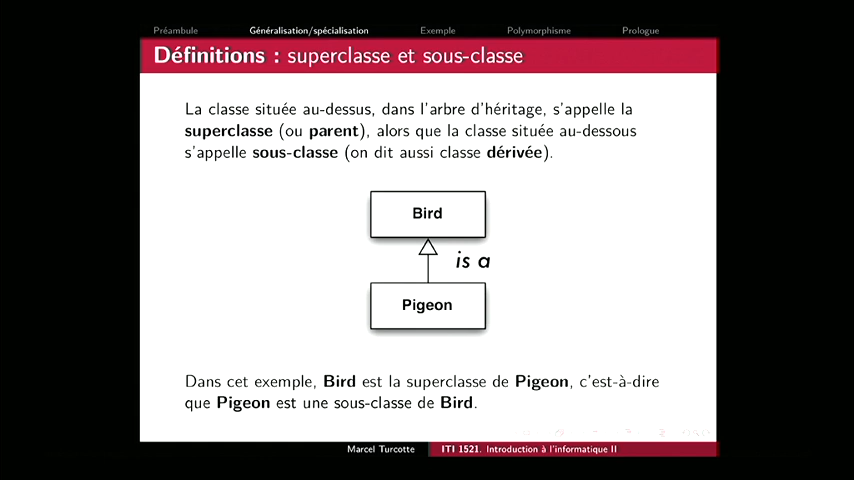 Préambule Généralisation/spécialisation Exemple Polymorphisme Prologue
Définitions : superclasse et sous-classe
La classe située au-dessus, dans l'arbre d'héritage, s'appelle la
superclasse (ou parent), alors que la classe située au-dessous
s'appelle sous-classe (on dit aussi classe dérivée).
Bird
is a
Pigeon
Dans cet exemple, Bird est la superclasse de Pigeon, c'est-à-dire
que Pigeon est une sous-classe de Bird.
Marcel Turcotte ITI 1521. Introduction à l'informatique II